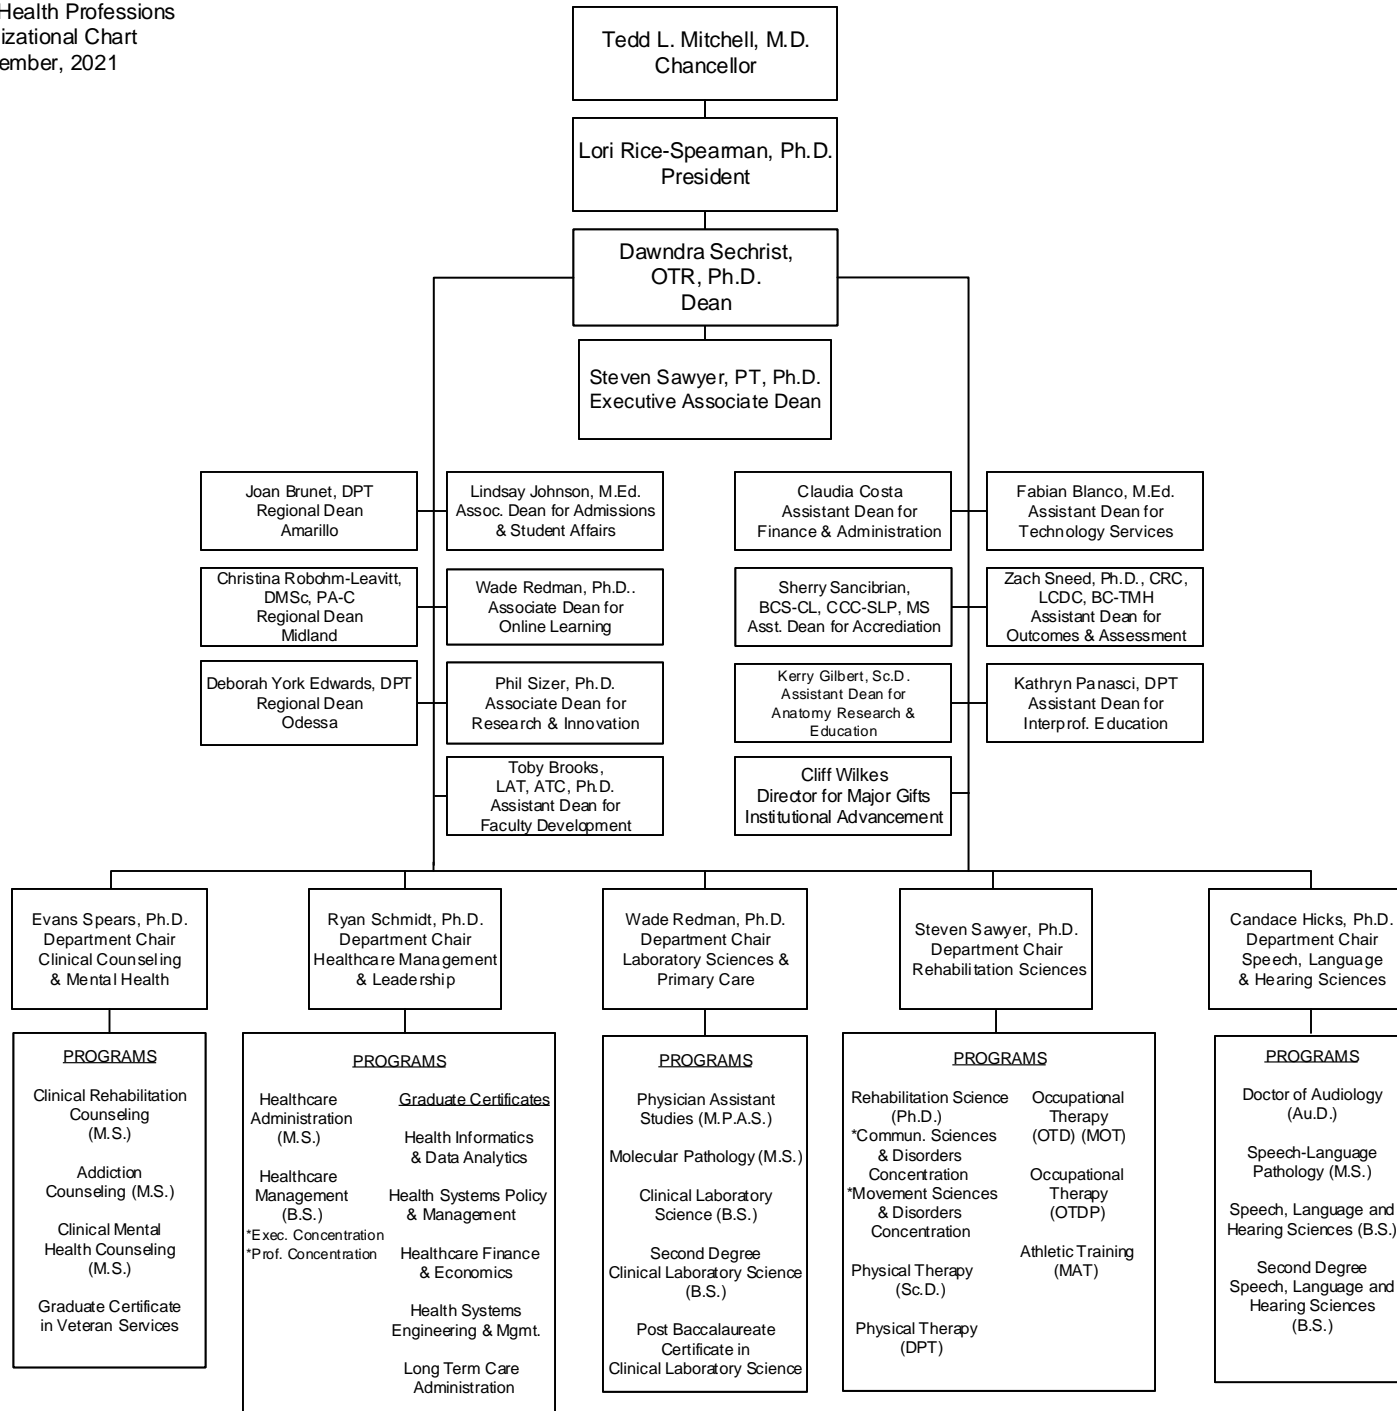 Health Professions
izational Chart
ember, 2021
Tedd L. Mitchell, M.D.
Chancellor
Lori Rice-Spearman, Ph.D.
President
Dawndra Sechrist,
OTR, Ph.D.
Dean
Steven Sawyer, PT, Ph.D.
Executive Associate Dean
Joan Brunet, DPT
Regional Dean
Amarillo
Lindsay Johnson, M.Ed.
Assoc. Dean for Admissions
& Student Affairs
Claudia Costa
Assistant Dean for
Finance & Administration
Fabian Blanco, M.Ed.
Assistant Dean for
Technology Services
Christina Robohm-Leavitt,
DMSc, PA-C
Regional Dean
Midland
Wade Redman, Ph.D..
Associate Dean for
Online Learning
Sherry Sancibrian,
BCS-CL, CCC-SLP, MS
Asst. Dean for Accrediation
Zach Sneed, Ph.D., CRC,
LCDC, BC-TMH
Assistant Dean for
Outcomes & Assessment
Deborah York Edwards, DPT
Regional Dean
Odessa
Phil Sizer, Ph.D.
Associate Dean for
Research & Innovation
Kerry Gilbert, Sc.D.
Assistant Dean for
Anatomy Research &
Education
Kathryn Panasci, DPT
Assistant Dean for
Interprof. Education
Toby Brooks,
LAT, ATC, Ph.D.
Assistant Dean for
Faculty Development
Cliff Wilkes
Director for Major Gifts
Institutional Advancement
Evans Spears, Ph.D.
Department Chair
Clinical Counseling
& Mental Health
Ryan Schmidt, Ph.D.
Department Chair
Healthcare Management
& Leadership
Wade Redman, Ph.D.
Department Chair
Laboratory Sciences &
Primary Care
Steven Sawyer, Ph.D.
Department Chair
Rehabilitation Sciences
Candace Hicks, Ph.D.
Department Chair
Speech, Language
& Hearing Sciences
PROGRAMS
Clinical Rehabilitation
Counseling
(M.S.)
Addiction
Counseling (M.S.)
Clinical Mental
Health Counseling
(M.S.)
Graduate Certificate
in Veteran Services
PROGRAMS
Healthcare
Administration
(M.S.)
Healthcare
Management
(B.S.)
*Exec. Concentration
*Prof. Concentration
Graduate Certificates
Health Informatics
& Data Analytics
Health Systems Policy
& Management
Healthcare Finance
& Economics
Health Systems
Engineering & Mgmt.
Long Term Care
Administration
PROGRAMS
Physician Assistant
Studies (M.P.A.S.)
Molecular Pathology (M.S.)
Clinical Laboratory
Science (B.S.)
Second Degree
Clinical Laboratory Science
(B.S.)
Post Baccalaureate
Certificate in
Clinical Laboratory Science
PROGRAMS
Rehabilitation Science
(Ph.D.)
*Commun. Sciences
& Disorders
Concentration
*Movement Sciences
& Disorders
Concentration
Physical Therapy
(Sc.D.)
Physical Therapy
(DPT)
Occupational
Therapy
(OTD) (MOT)
Occupational
Therapy
(OTDP)
Athletic Training
(MAT)
PROGRAMS
Doctor of Audiology
(Au.D.)
Speech-Language
Pathology (M.S.)
Speech, Language and
Hearing Sciences (B.S.)
Second Degree
Speech, Language and
Hearing Sciences
(B.S.)